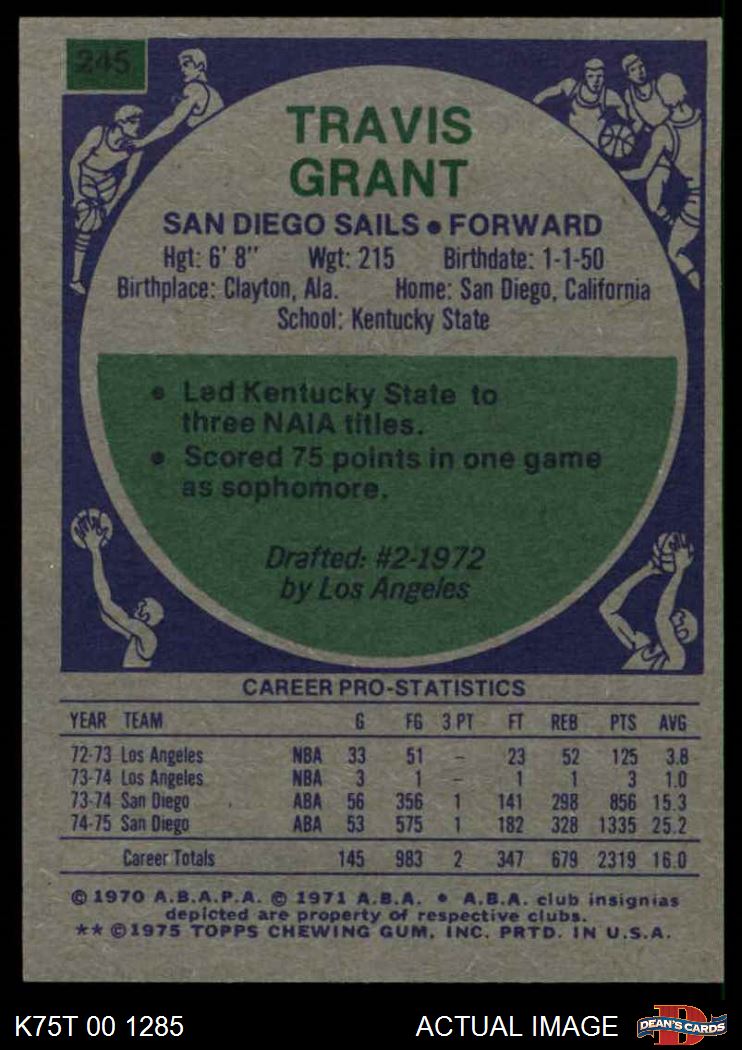 245
TRAVIS
GRANT
SAN DIEGO SAILS • FORWARD
Hgt: 6' 8" Wgt: 215 Birthdate: 1-1-50
Birthplace: Clayton, Ala. Home: San Diego, California
School: Kentucky State
• Led Kentucky State to
three NAIA titles.
• Scored 75 points in one game
as sophomore.
Drafted: #2-1972
by Los Angeles
CAREER PRO-STATISTICS
YEAR TEAM G FG 3 PT FT REB PTS AVG
72-73 Los Angeles NBA 33 51 – 23 52 125 3.8
73-74 Los Angeles NBA 3 1 – 1 1 3 1.0
73-74 San Diego ABA 56 356 1 141 298 856 15.3
74-75 San Diego ABA 53 575 1 182 328 1335 25.2
Career Totals 145 983 2 347 679 2319 16.0
© 1970 A.B.A.P.A. © 1971 A.B.A. • A.B.A. club insignias
depicted are property of respective clubs.
** ©1975 TOPPS CHEWING GUM, INC. PRTD. IN U.S.A.
K75T 00 1285 ACTUAL IMAGE D DEAN'S CARDS